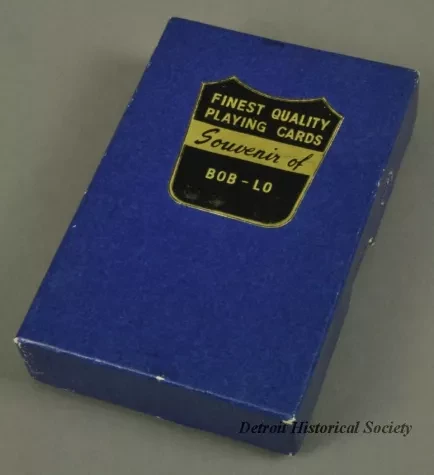 FINEST QUALITY
PLAYING CARDS
Souvenir of
BOB-LO
Detroit Historical Society